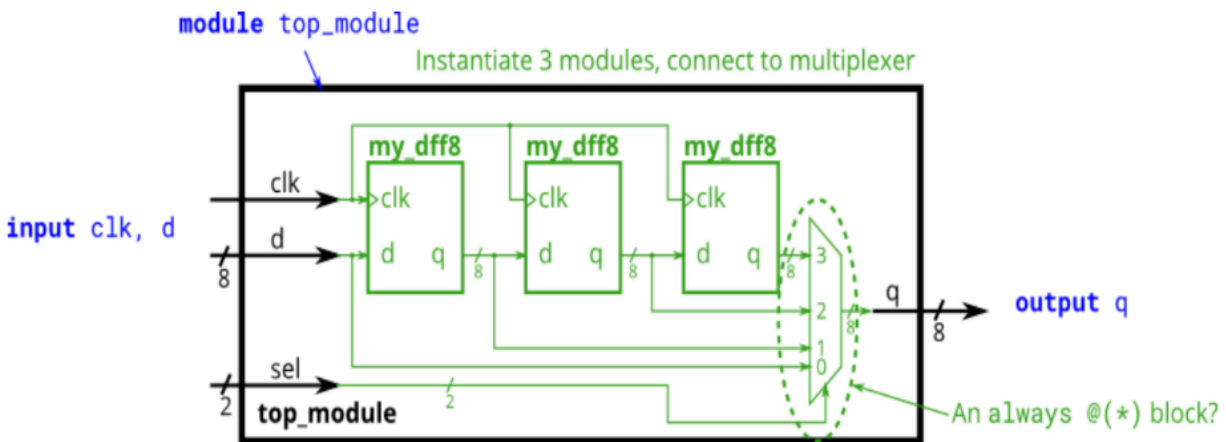 module top_module
Instantiate 3 modules, connect to multiplexer
my_dff8 my_dff8 my_dff8
clk clk clk clk
input clk, d
d d q d q d q 3
8 8 8 8
q
output q
2 8 8
1
0
sel
2 2
top_module
An always @(*) block?